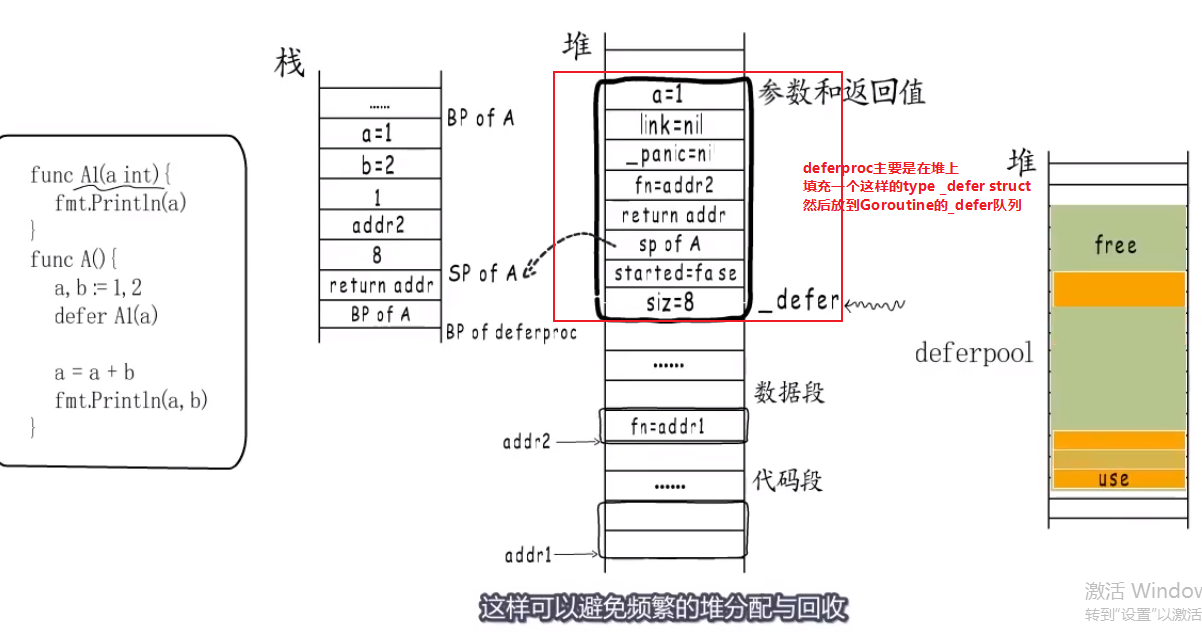 func A1(a int){
fmt.Println(a)
}
func A(){
a, b := 1, 2
defer A1(a)
a = a + b
fmt.Println(a, b)
}
栈
……
a=1
b=2
1
addr2
8
return addr
BP of A
BP of A
SP of A
BP of deferproc
堆
a=1
link=nil
_panic=ni
fn=addr2
return addr
sp of A
started=fase
siz=8
参数和返回值
_defer
deferproc主要是在堆上
填充一个这样的type _defer struct
然后放到Goroutine的_defer队列
……
数据段
fn=addr1
addr2
……
代码段
addr1
堆
free
deferpool
use
这样可以避免频繁的堆分配与回收
激活 Window
转到“设置”以激活